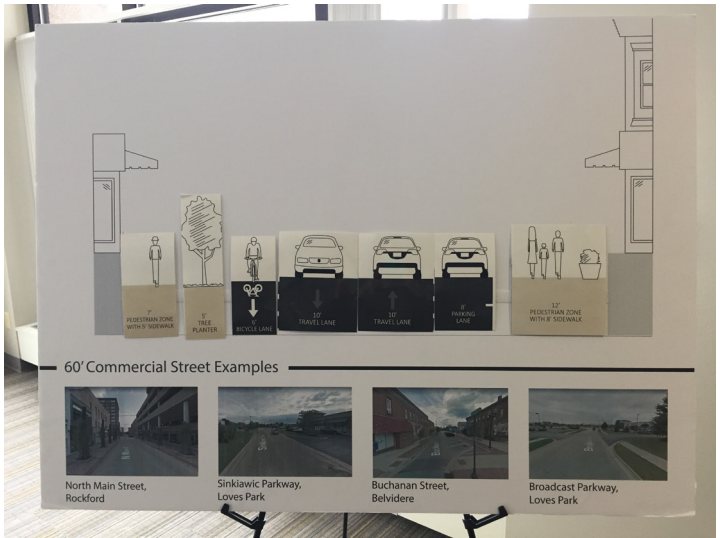 7'
PEDESTRIAN ZONE
WITH 5' SIDEWALK
5'
TREE
PLANTER
6'
BICYCLE LANE
10'
TRAVEL LANE
10'
TRAVEL LANE
8'
PARKING
LANE
12'
PEDESTRIAN ZONE
WITH 8' SIDEWALK
60' Commercial Street Examples
North Main Street,
Rockford
Sinkiawic Parkway,
Loves Park
Buchanan Street,
Belvidere
Broadcast Parkway,
Loves Park